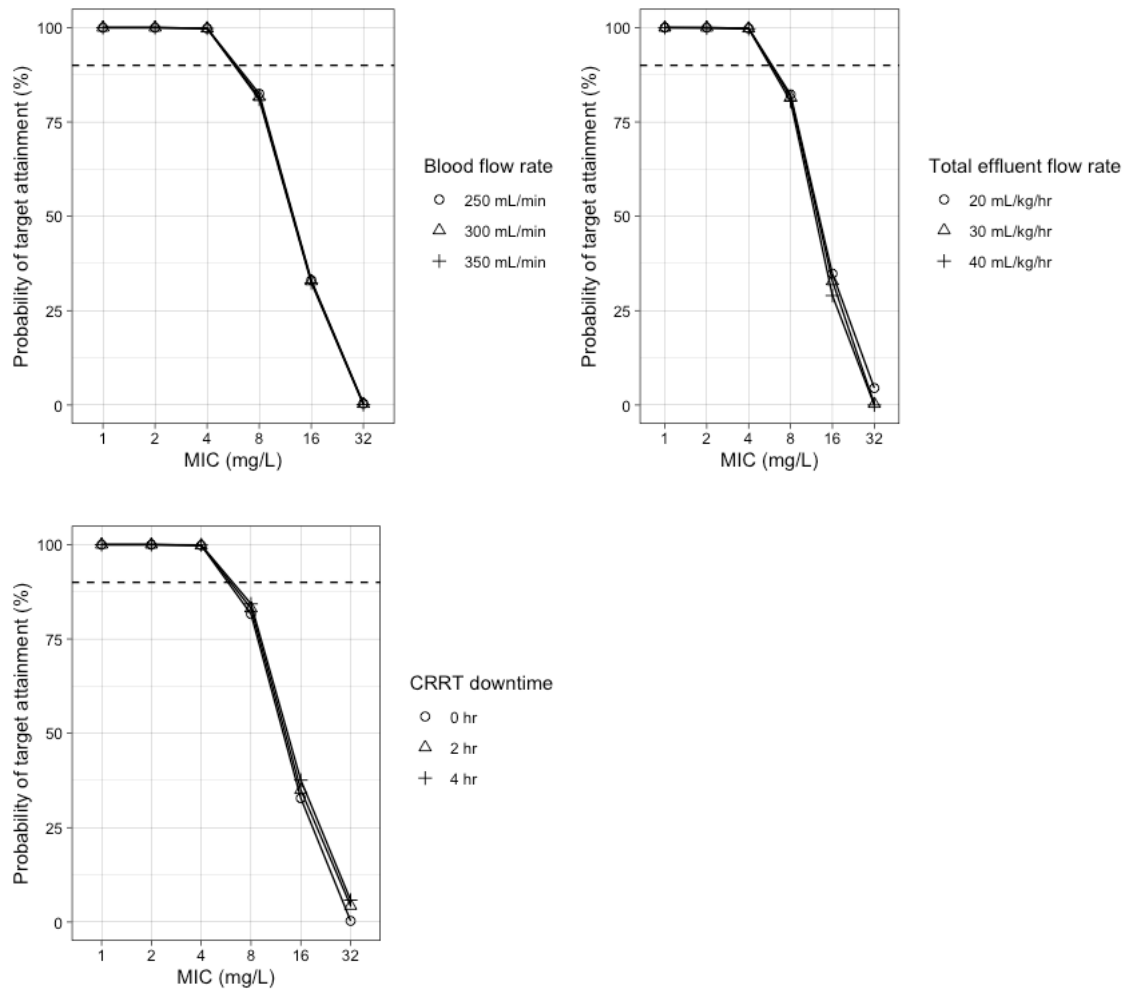 Probability of target attainment (%)
100
75
50
25
0
1 2 4 8 16 32
MIC (mg/L)
Blood flow rate
250 mL/min
300 mL/min
350 mL/min
Probability of target attainment (%)
100
75
50
25
0
1 2 4 8 16 32
MIC (mg/L)
Total effluent flow rate
20 mL/kg/hr
30 mL/kg/hr
40 mL/kg/hr
Probability of target attainment (%)
100
75
50
25
0
1 2 4 8 16 32
MIC (mg/L)
CRRT downtime
0 hr
2 hr
4 hr